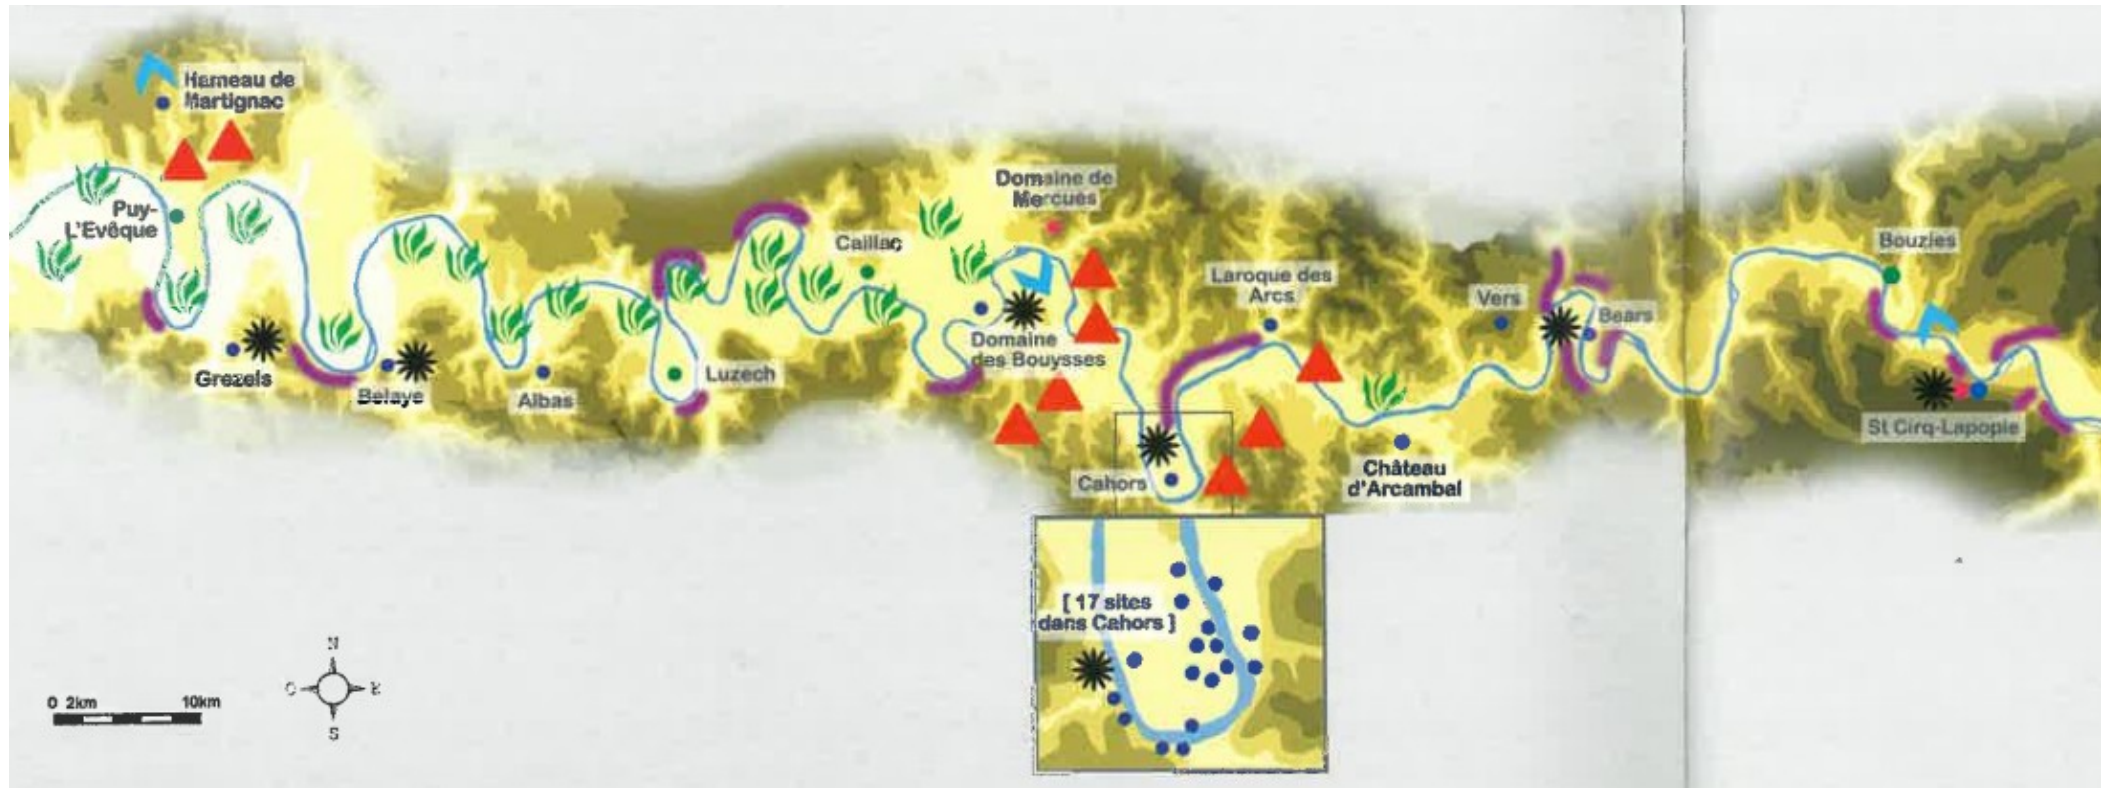 Hameau de
Martignac
Puy-
L'Evêque
Grezels
Belaye
Albas
Luzech
Caillac
Domaine de
Mercues
Domaine
des Bouysses
Laroque des
Arcs
Cahors
Château
d'Arcambal
Vers
Bears
Bouzies
St Cirq-Lapopie
[ 17 sites
dans Cahors ]
N
O E
S
0 2km 10km